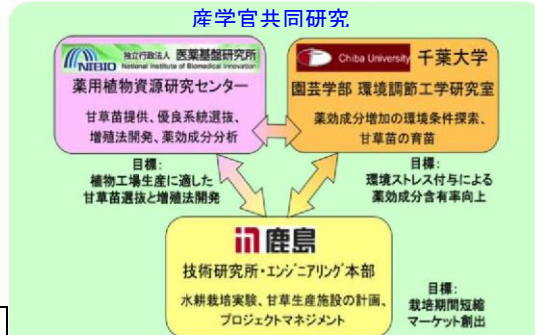 産学官共同研究
NIBIO 独立行政法人 医薬基盤研究所
National Institute of Biomedical Innovation
薬用植物資源研究センター
甘草苗提供、優良系統選抜、
増殖法開発、薬効成分分析
Chiba University 千葉大学
園芸学部 環境調節工学研究室
薬効成分増加の環境条件探索、
甘草苗の育苗
目標:
植物工場生産に適した
甘草苗選抜と増殖法開発
目標:
環境ストレス付与による
薬効成分含有率向上
鹿島
技術研究所・エンジニアリング本部
水耕栽培実験、甘草生産施設の計画、
プロジェクトマネジメント
目標:
栽培期間短縮
マーケット創出